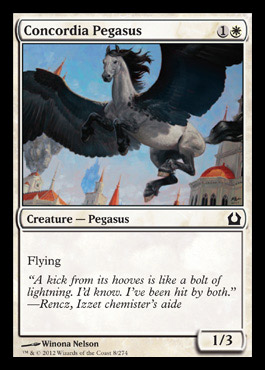 Concordia Pegasus 1
Creature — Pegasus
Flying
“A kick from its hooves is like a bolt of
lightning. I'd know. I've been hit by both.”
—Rencz, Izzet chemister's aide
Winona Nelson
™ & © 2012 Wizards of the Coast 8/274
1/3